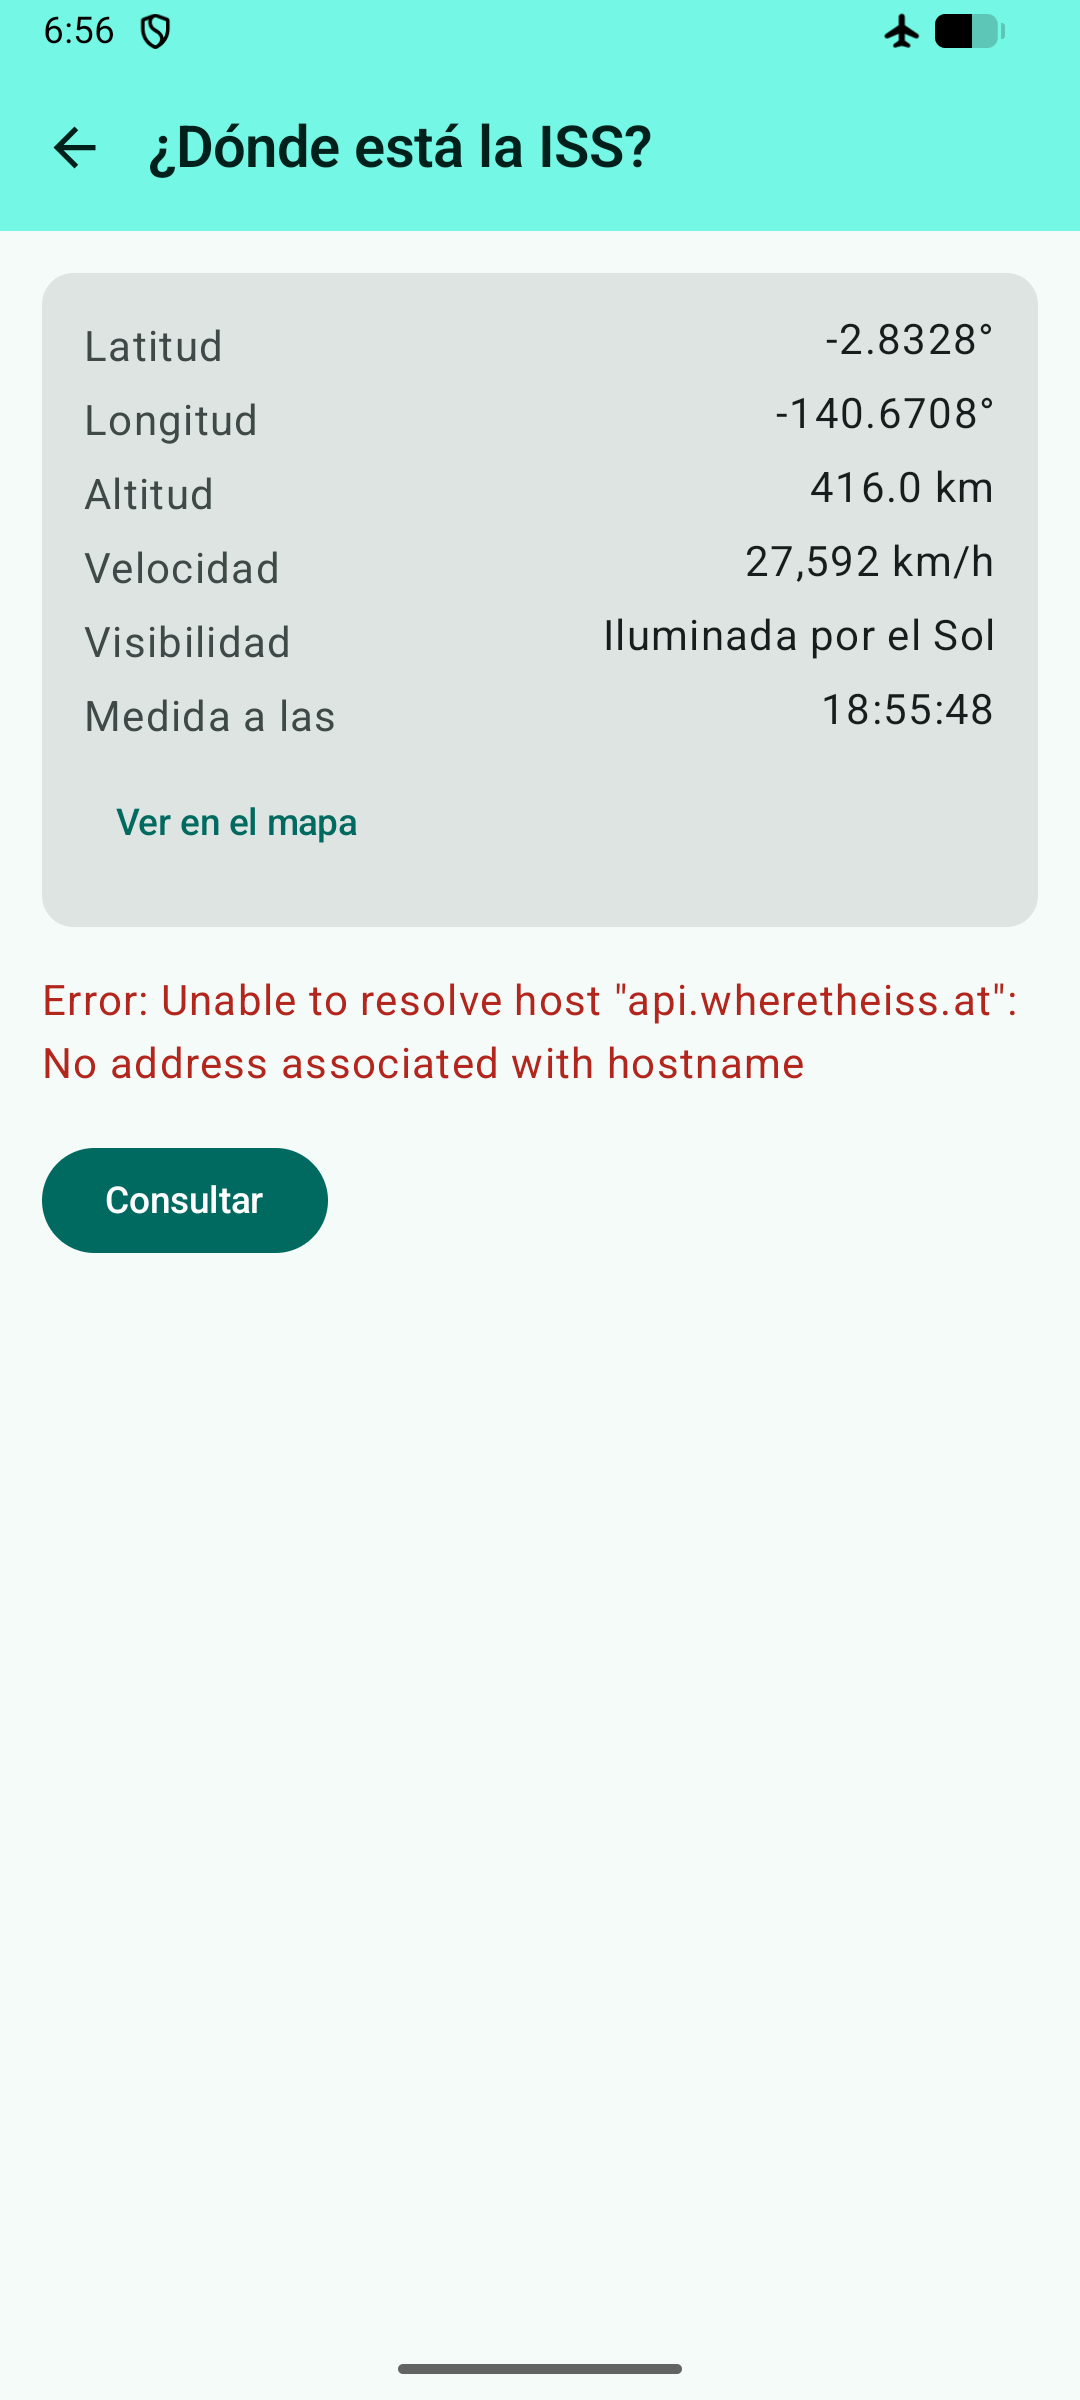 6:56
¿Dónde está la ISS?
Latitud -2.8328°
Longitud -140.6708°
Altitud 416.0 km
Velocidad 27,592 km/h
Visibilidad Iluminada por el Sol
Medida a las 18:55:48
Ver en el mapa
Error: Unable to resolve host "api.wheretheiss.at":
No address associated with hostname
Consultar